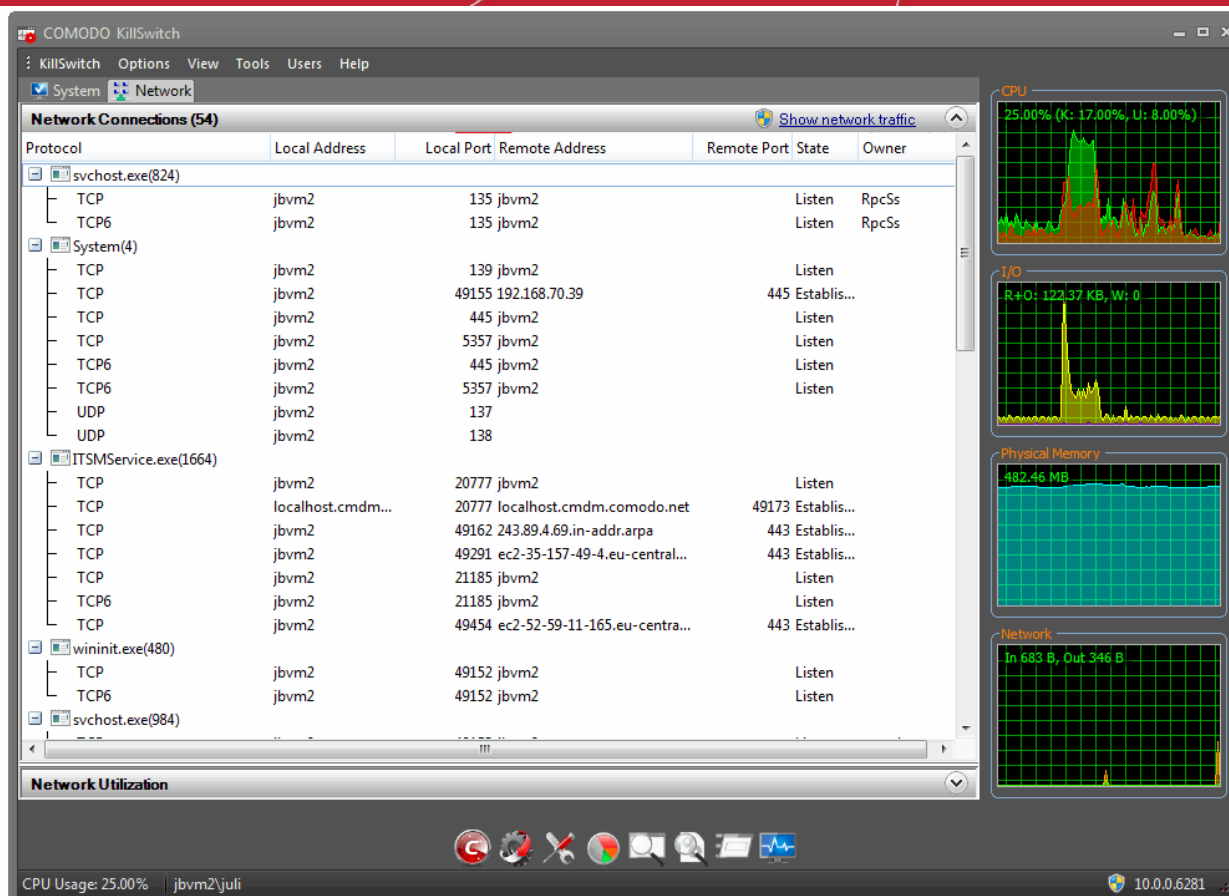 COMODO KillSwitch
KillSwitch Options View Tools Users Help
System Network
Network Connections (54) Show network traffic
Protocol Local Address Local Port Remote Address Remote Port State Owner
svchost.exe(824)
TCP jbvm2 135 jbvm2 Listen RpcSs
TCP6 jbvm2 135 jbvm2 Listen RpcSs
System(4)
TCP jbvm2 139 jbvm2 Listen
TCP jbvm2 49155 192.168.70.39 445 Establis...
TCP jbvm2 445 jbvm2 Listen
TCP jbvm2 5357 jbvm2 Listen
TCP6 jbvm2 445 jbvm2 Listen
TCP6 jbvm2 5357 jbvm2 Listen
UDP jbvm2 137
UDP jbvm2 138
ITSMService.exe(1664)
TCP jbvm2 20777 jbvm2 Listen
TCP localhost.cmdm... 20777 localhost.cmdm.comodo.net 49173 Establis...
TCP jbvm2 49162 243.89.4.69.in-addr.arpa 443 Establis...
TCP jbvm2 49291 ec2-35-157-49-4.eu-central... 443 Establis...
TCP jbvm2 21185 jbvm2 Listen
TCP6 jbvm2 21185 jbvm2 Listen
TCP jbvm2 49454 ec2-52-59-11-165.eu-centra... 443 Establis...
wininit.exe(480)
TCP jbvm2 49152 jbvm2 Listen
TCP6 jbvm2 49152 jbvm2 Listen
svchost.exe(984)
Network Utilization
CPU
25.00% (K: 17.00%, U: 8.00%)
I/O
R+O: 122.37 KB, W: 0
Physical Memory
482.46 MB
Network
In 683 B, Out 346 B
CPU Usage: 25.00% jbvm2\juli 10.0.0.6281